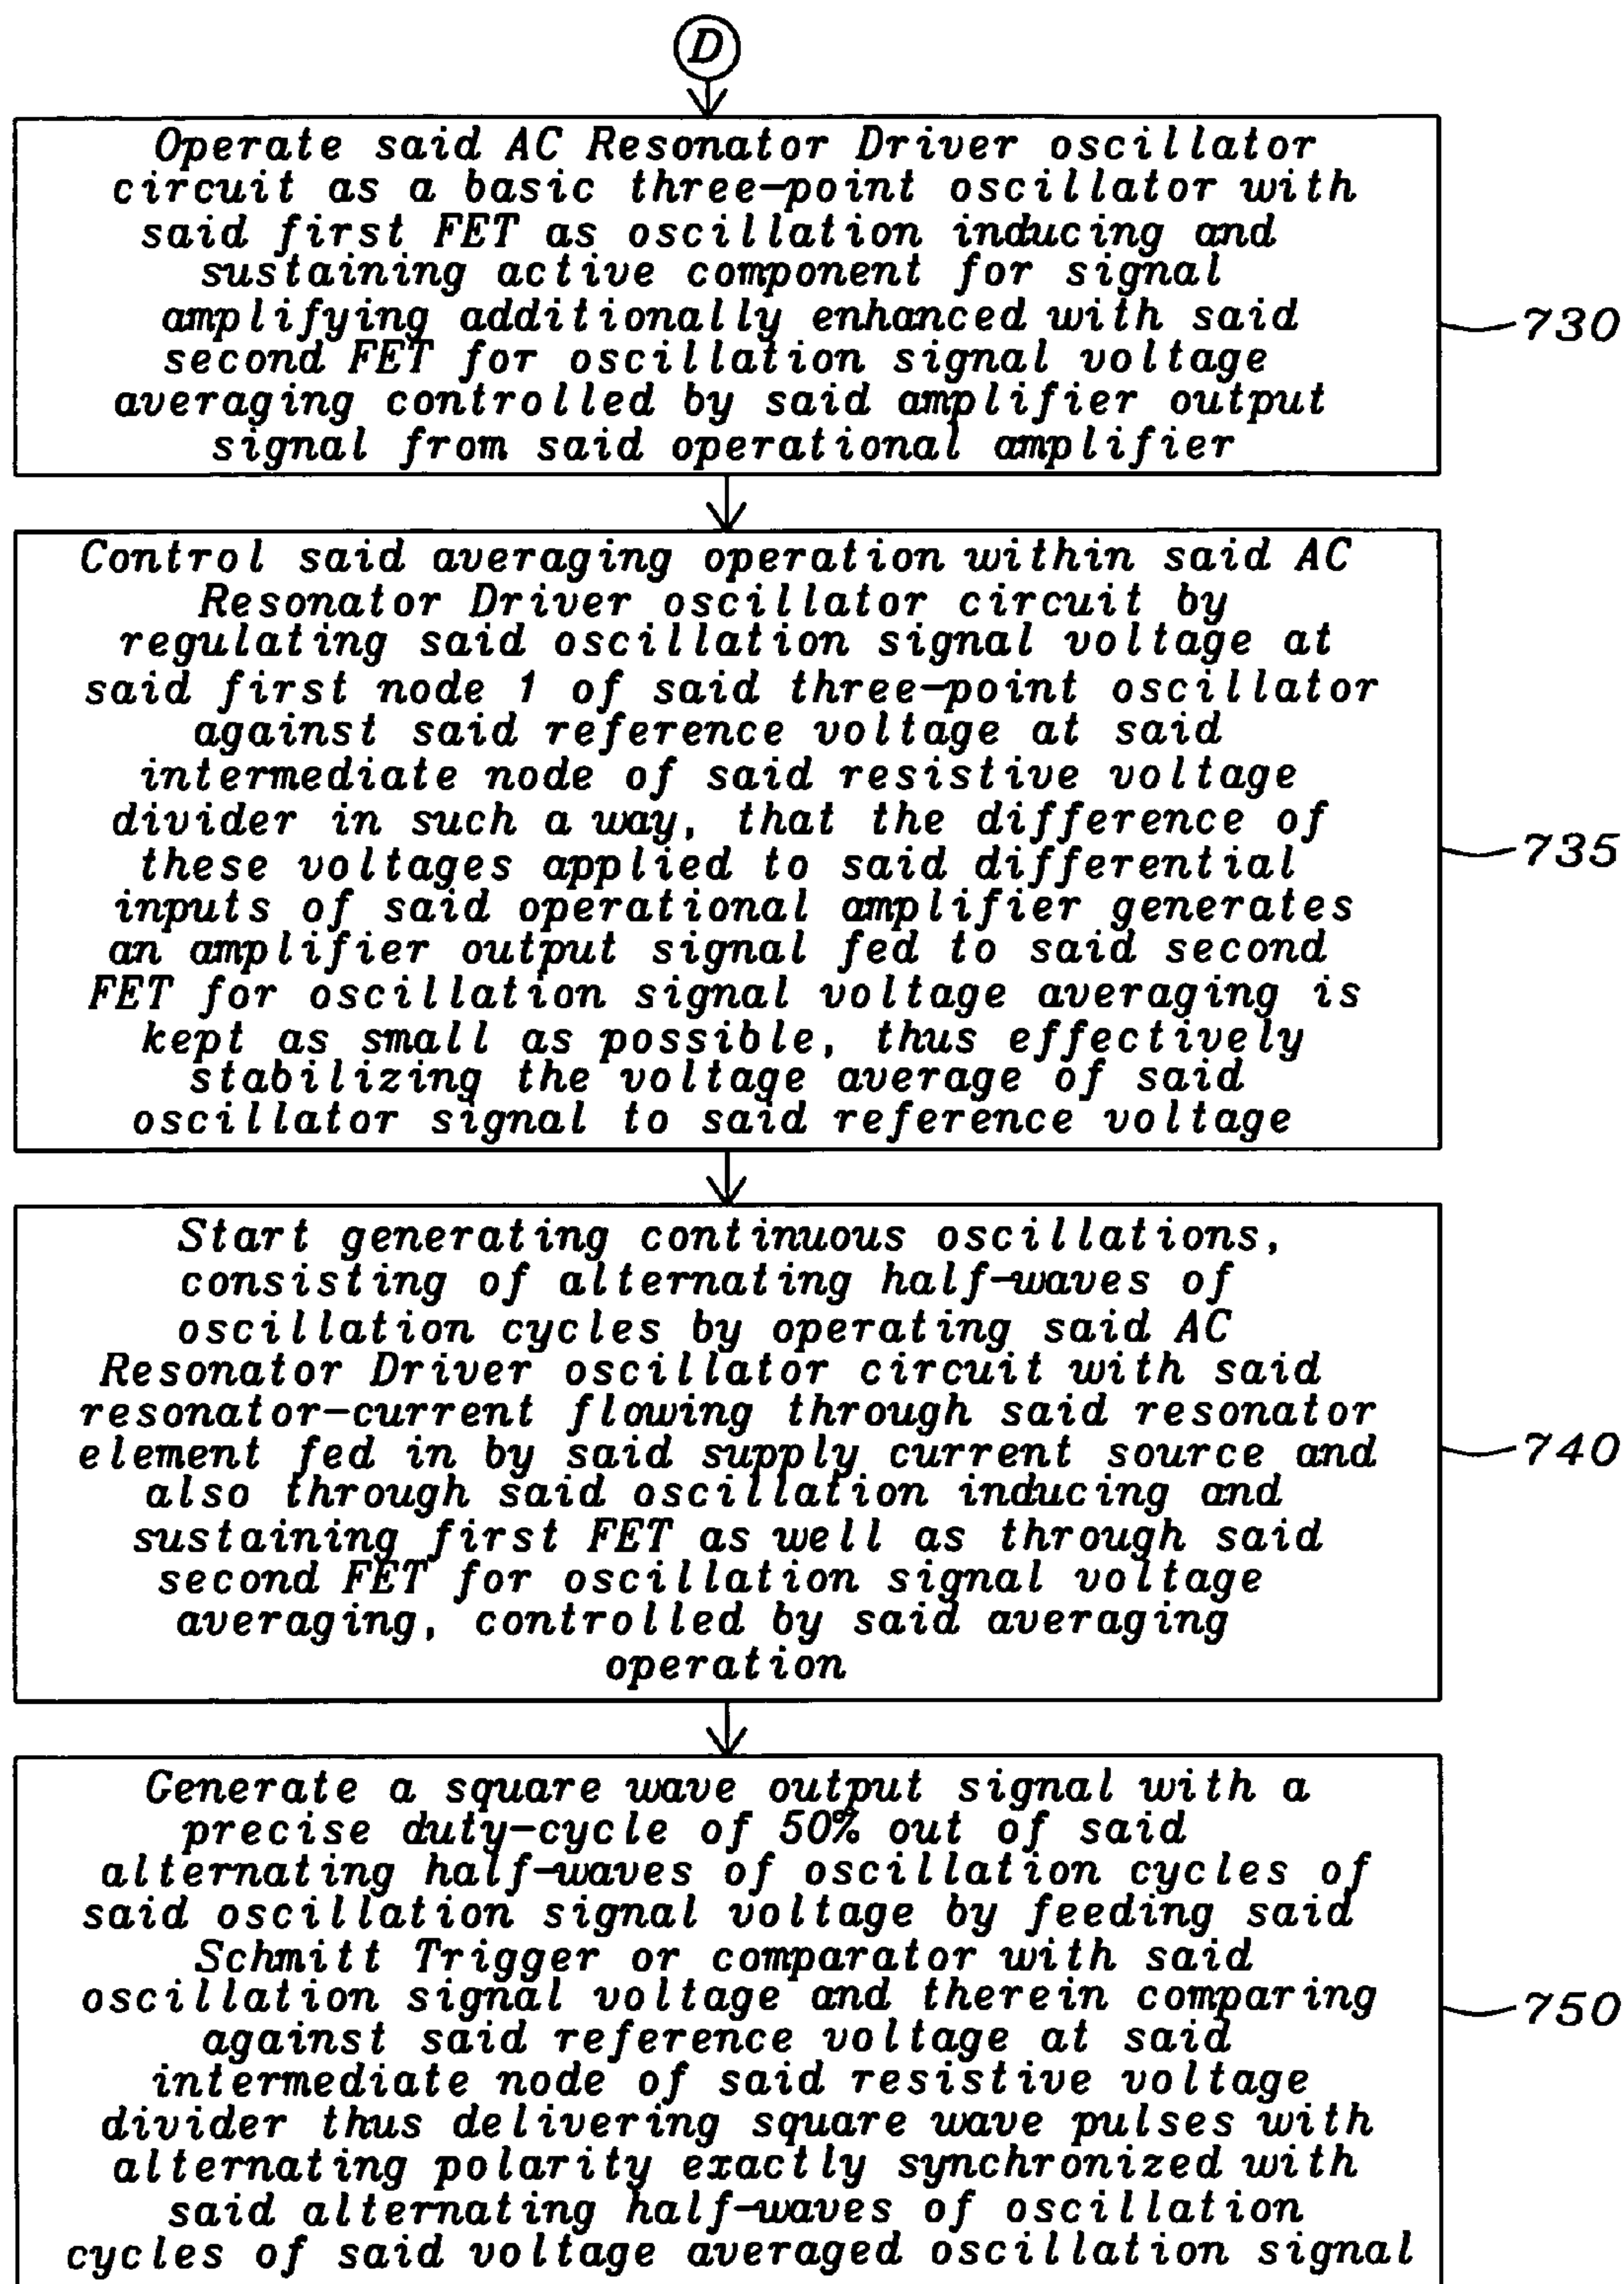 D
Operate said AC Resonator Driver oscillator
circuit as a basic three-point oscillator with
said first FET as oscillation inducing and
sustaining active component for signal
amplifying additionally enhanced with said
second FET for oscillation signal voltage
averaging controlled by said amplifier output
signal from said operational amplifier
730
Control said averaging operation within said AC
Resonator Driver oscillator circuit by
regulating said oscillation signal voltage at
said first node 1 of said three-point oscillator
against said reference voltage at said
intermediate node of said resistive voltage
divider in such a way, that the difference of
these voltages applied to said differential
inputs of said operational amplifier generates
an amplifier output signal fed to said second
FET for oscillation signal voltage averaging is
kept as small as possible, thus effectively
stabilizing the voltage average of said
oscillator signal to said reference voltage
735
Start generating continuous oscillations,
consisting of alternating half-waves of
oscillation cycles by operating said AC
Resonator Driver oscillator circuit with said
resonator-current flowing through said resonator
element fed in by said supply current source and
also through said oscillation inducing and
sustaining first FET as well as through said
second FET for oscillation signal voltage
averaging, controlled by said averaging
operation
740
Generate a square wave output signal with a
precise duty-cycle of 50% out of said
alternating half-waves of oscillation cycles of
said oscillation signal voltage by feeding said
Schmitt Trigger or comparator with said
oscillation signal voltage and therein comparing
against said reference voltage at said
intermediate node of said resistive voltage
divider thus delivering square wave pulses with
alternating polarity exactly synchronized with
said alternating half-waves of oscillation
cycles of said voltage averaged oscillation signal
750